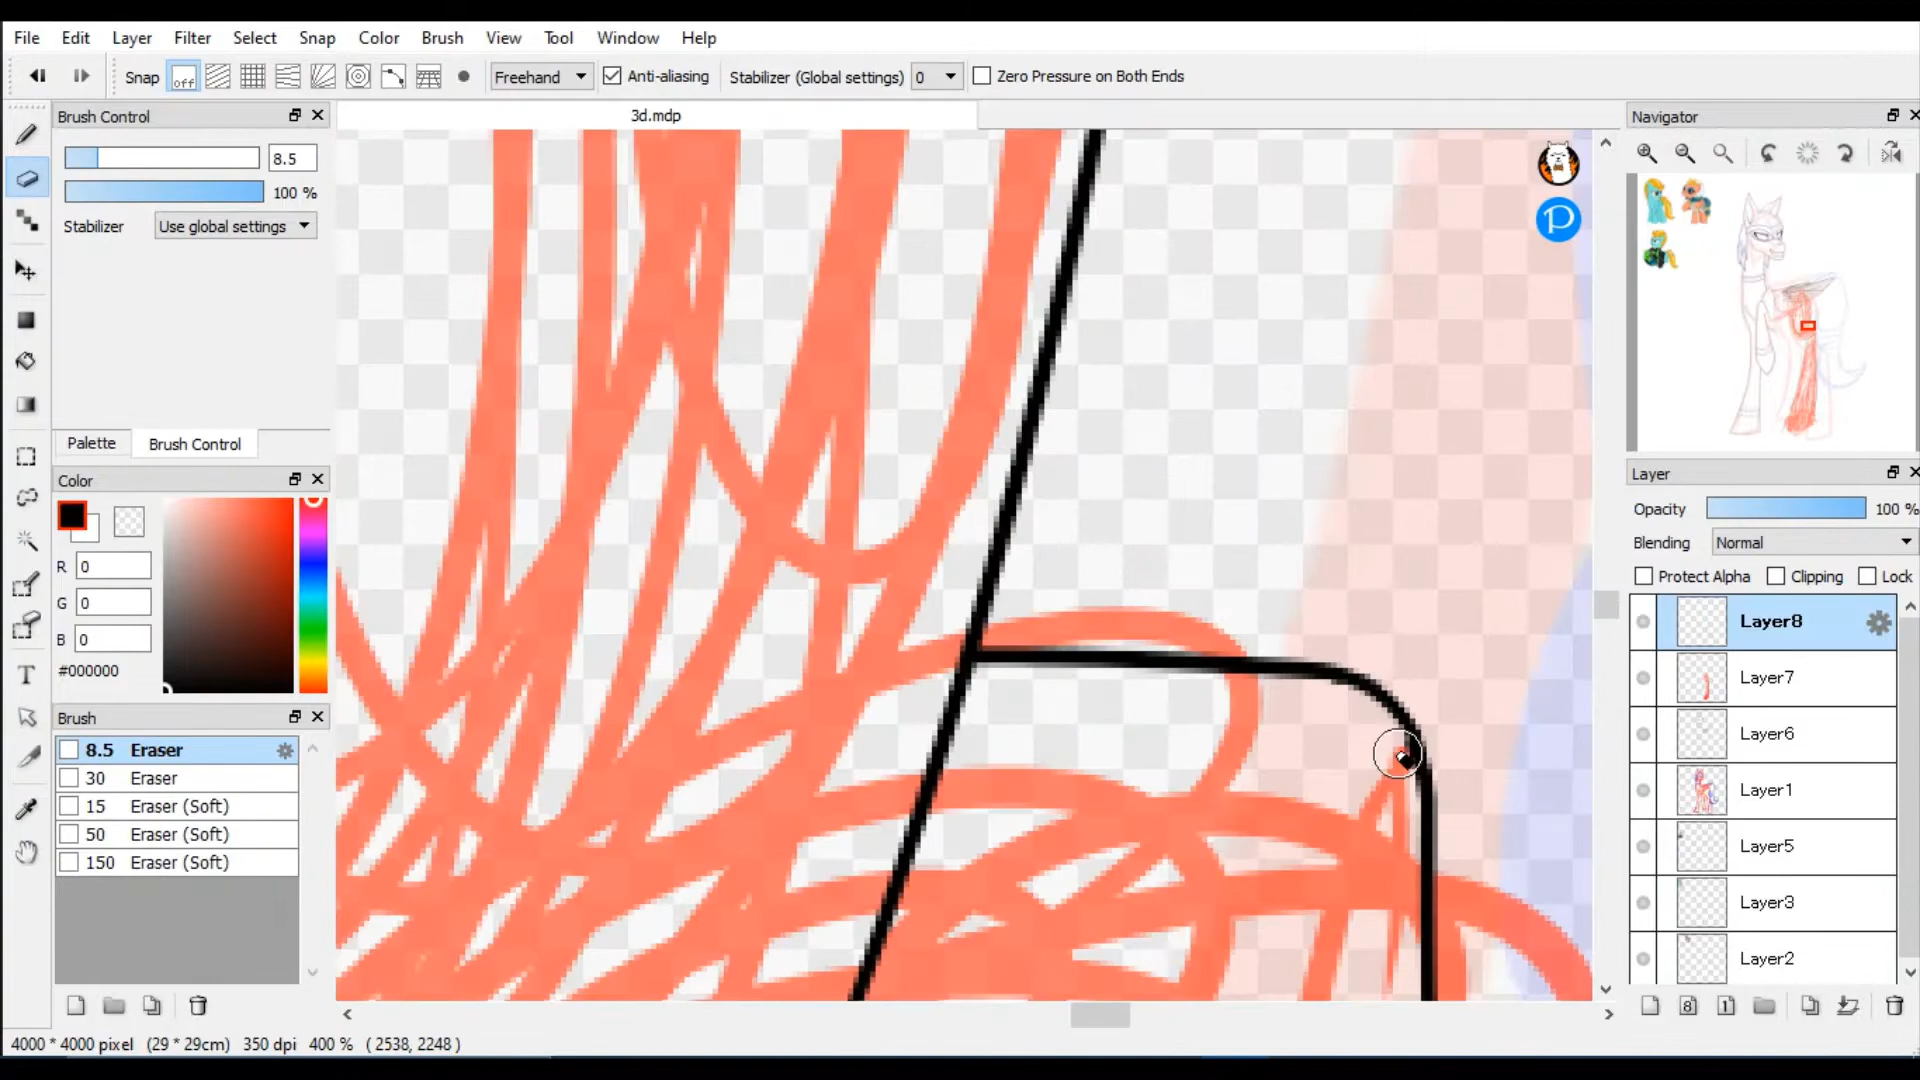 File Edit Layer Filter Select Snap Color Brush View Tool Window Help
Snap off Freehand Anti-aliasing Stabilizer (Global settings) 0 Zero Pressure on Both Ends
Brush Control
8.5
100 %
Stabilizer Use global settings
Palette Brush Control
Color
R 0
G 0
B 0
#000000
Brush
8.5 Eraser
30 Eraser
15 Eraser (Soft)
50 Eraser (Soft)
150 Eraser (Soft)
3d.mdp
P
Navigator
Layer
Opacity 100 %
Blending Normal
Protect Alpha Clipping Lock
Layer8
Layer7
Layer6
Layer1
Layer5
Layer3
Layer2
8 1
4000 * 4000 pixel (29 * 29cm) 350 dpi 400 % ( 2538, 2248 )